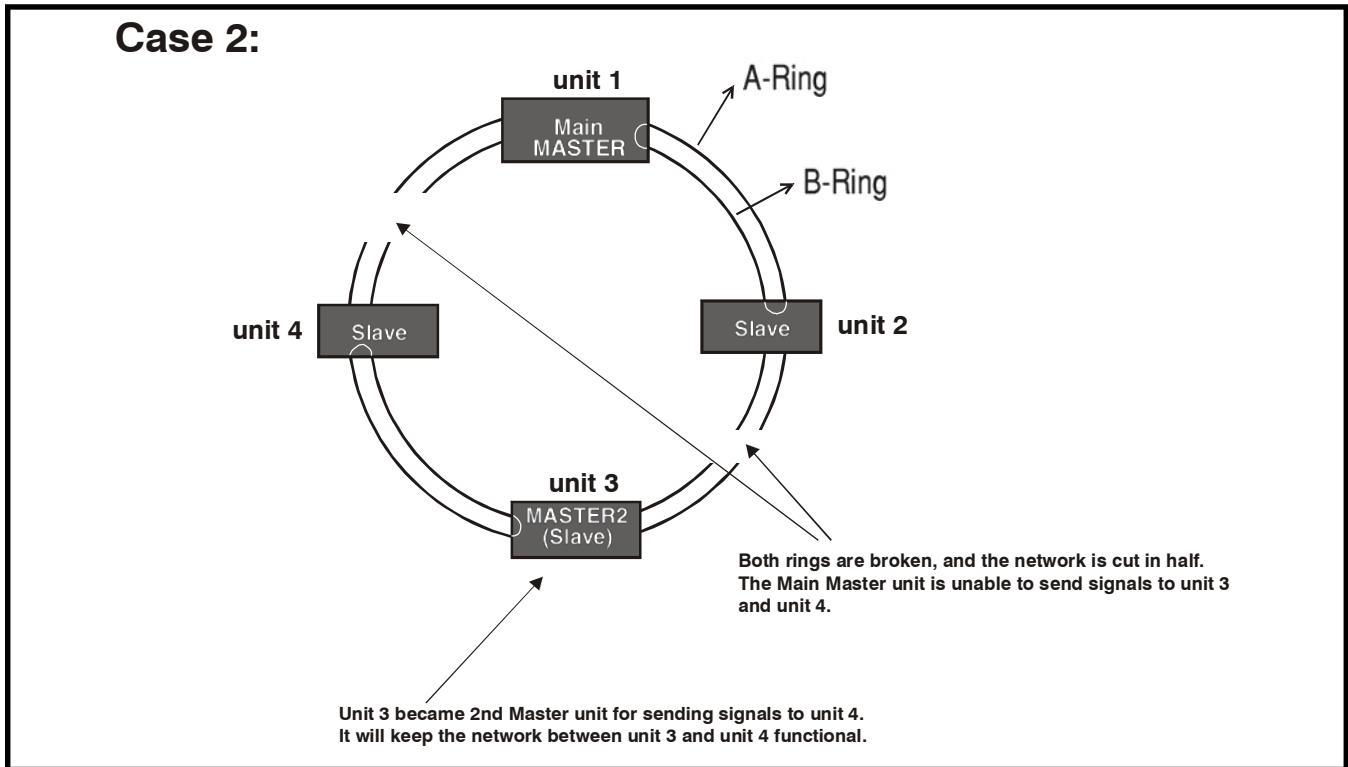 Case 2:
unit 1
A-Ring
Main
MASTER
B-Ring
unit 4
Slave
Slave
unit 2
unit 3
MASTER2
(Slave)
Both rings are broken, and the network is cut in half.
The Main Master unit is unable to send signals to unit 3
and unit 4.
Unit 3 became 2nd Master unit for sending signals to unit 4.
It will keep the network between unit 3 and unit 4 functional.